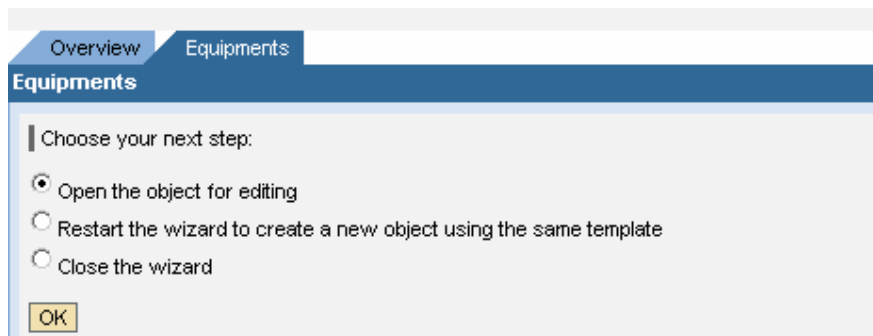 Overview Equipments
Equipments
Choose your next step:
Open the object for editing
Restart the wizard to create a new object using the same template
Close the wizard
OK